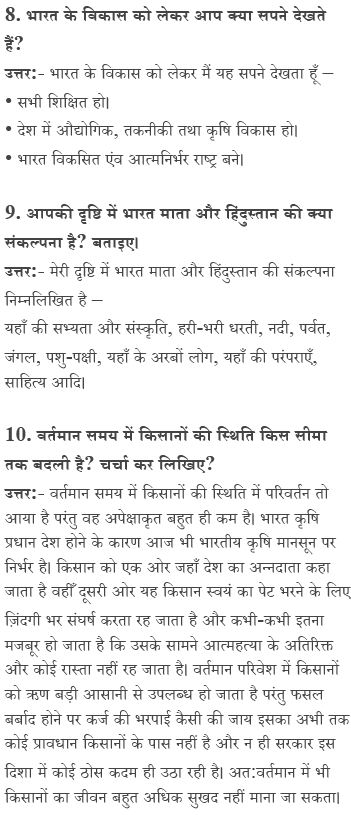 8. भारत के विकास को लेकर आप क्या सपने देखते
हैं?
उत्तर:- भारत के विकास को लेकर मैं यह सपने देखता हूँ –
• सभी शिक्षित हो।
• देश में औद्योगिक, तकनीकी तथा कृषि विकास हो।
• भारत विकसित एंव आत्मनिर्भर राष्ट्र बने।
9. आपकी दृष्टि में भारत माता और हिंदुस्तान की क्या
संकल्पना है? बताइए।
उत्तर:- मेरी दृष्टि में भारत माता और हिंदुस्तान की संकल्पना
निम्नलिखित है –
यहाँ की सभ्यता और संस्कृति, हरी-भरी धरती, नदी, पर्वत,
जंगल, पशु-पक्षी, यहाँ के अरबों लोग, यहाँ की परंपराएँ,
साहित्य आदि।
10. वर्तमान समय में किसानों की स्थिति किस सीमा
तक बदली है? चर्चा कर लिखिए?
उत्तर:- वर्तमान समय में किसानों की स्थिति में परिवर्तन तो
आया है परंतु वह अपेक्षाकृत बहुत ही कम है। भारत कृषि
प्रधान देश होने के कारण आज भी भारतीय कृषि मानसून पर
निर्भर है। किसान को एक ओर जहाँ देश का अन्नदाता कहा
जाता है वहीँ दूसरी ओर यह किसान स्वयं का पेट भरने के लिए
ज़िंदगी भर संघर्ष करता रह जाता है और कभी-कभी इतना
मजबूर हो जाता है कि उसके सामने आत्महत्या के अतिरिक्त
और कोई रास्ता नहीं रह जाता है। वर्तमान परिवेश में किसानों
को ऋण बड़ी आसानी से उपलब्ध हो जाता है परंतु फसल
बर्बाद होने पर कर्ज की भरपाई कैसी की जाय इसका अभी तक
कोई प्रावधान किसानों के पास नहीं है और न ही सरकार इस
दिशा में कोई ठोस कदम ही उठा रही है। अत:वर्तमान में भी
किसानों का जीवन बहुत अधिक सुखद नहीं माना जा सकता।